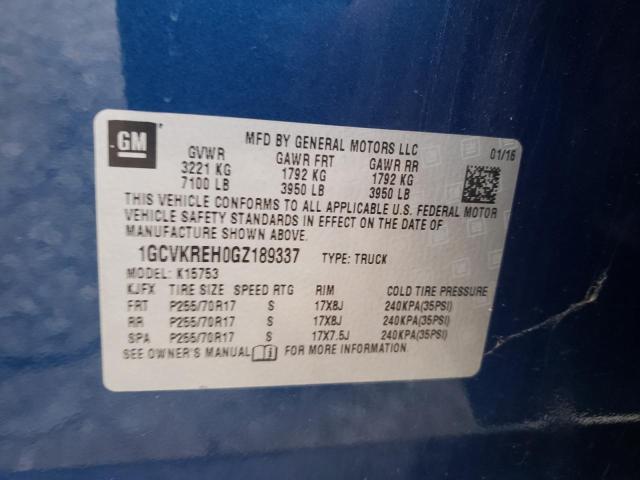 GM
MFD BY GENERAL MOTORS LLC 01/16
GVWR GAWR FRT GAWR RR
3221 KG 1792 KG 1792 KG
7100 LB 3950 LB 3950 LB
THIS VEHICLE CONFORMS TO ALL APPLICABLE U.S. FEDERAL MOTOR
VEHICLE SAFETY STANDARDS IN EFFECT ON THE DATE OF
MANUFACTURE SHOWN ABOVE.
1GCVKREH0GZ189337 TYPE: TRUCK
MODEL: K15753
KJFX TIRE SIZE SPEED RTG RIM COLD TIRE PRESSURE
FRT P255/70R17 S 17X8J 240KPA(35PSI)
RR P255/70R17 S 17X8J 240KPA(35PSI)
SPA P255/70R17 S 17X7.5J 240KPA(35PSI)
SEE OWNER'S MANUAL FOR MORE INFORMATION.